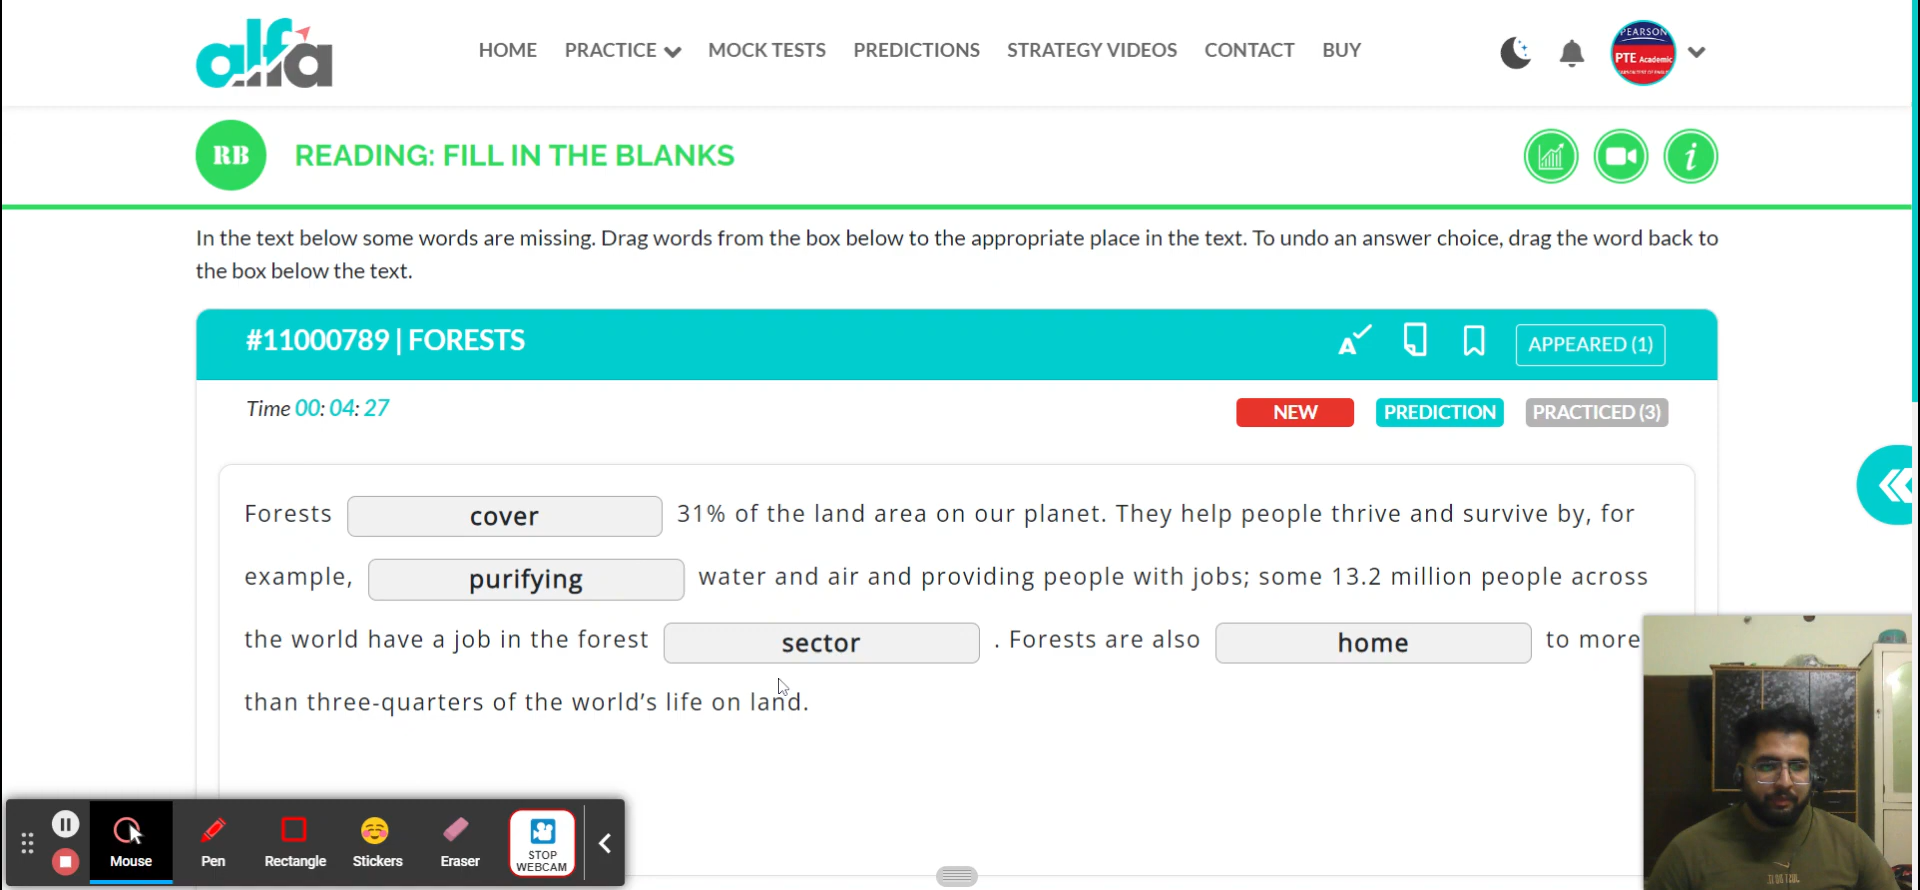 alfa
HOME PRACTICE MOCK TESTS PREDICTIONS STRATEGY VIDEOS CONTACT BUY
PEARSON
PTE Academic
RB READING: FILL IN THE BLANKS
In the text below some words are missing. Drag words from the box below to the appropriate place in the text. To undo an answer choice, drag the word back to
the box below the text.
#11000789 | FORESTS
A
APPEARED (1)
Time 00: 04: 27
NEW PREDICTION PRACTICED (3)
Forests cover 31% of the land area on our planet. They help people thrive and survive by, for
example, purifying water and air and providing people with jobs; some 13.2 million people across
the world have a job in the forest sector . Forests are also home to more
than three-quarters of the world’s life on land.
Mouse Pen Rectangle Stickers Eraser STOP
WEBCAM